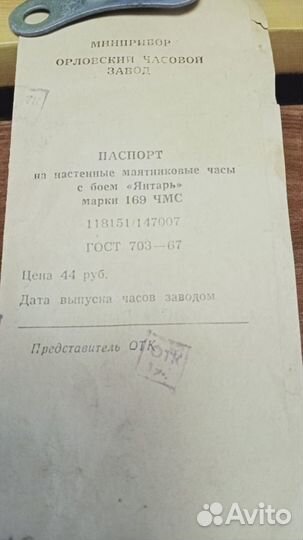 МИНПРИБОР
ОРЛОВСКИЙ ЧАСОВОЙ
ЗАВОД
ПАСПОРТ
на настенные маятниковые часы
с боем «Янтарь»
марки 169 ЧМС
118151/147007
ГОСТ 703—67
Цена 44 руб.
Дата выпуска часов заводом
Представитель ОТК
ОТК
Avito